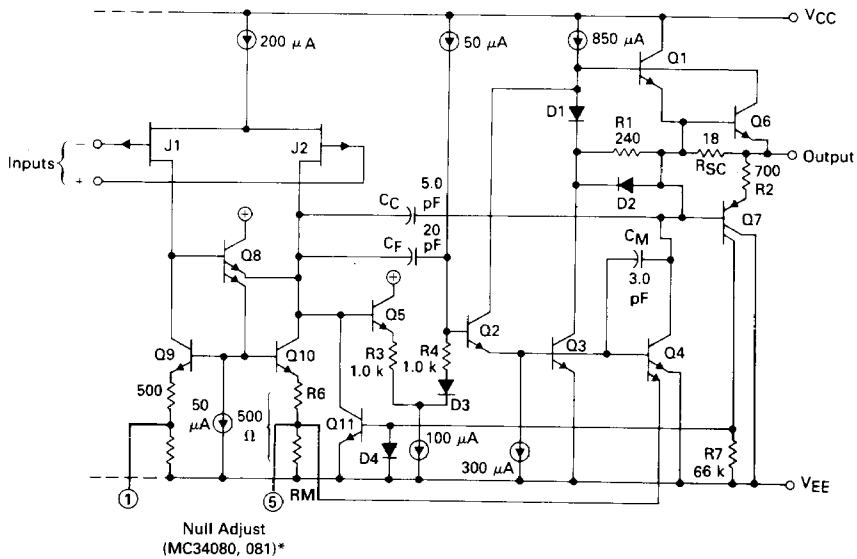 VCC
200 μA
50 μA
850 μA
Q1
D1
Q6
J1
J2
R1
240
18
RSC
Output
Inputs
−
+
5.0
pF
CC
700
R2
D2
Q7
20
pF
CF
Q8
CM
3.0
pF
Q5
Q2
Q3
Q4
Q9
Q10
R3
1.0 k
R4
1.0 k
500
R6
D3
50
μA
500
Ω
Q11
100 μA
D4
300 μA
R7
66 k
1
5
RM
VEE
Null Adjust
(MC34080, 081)*